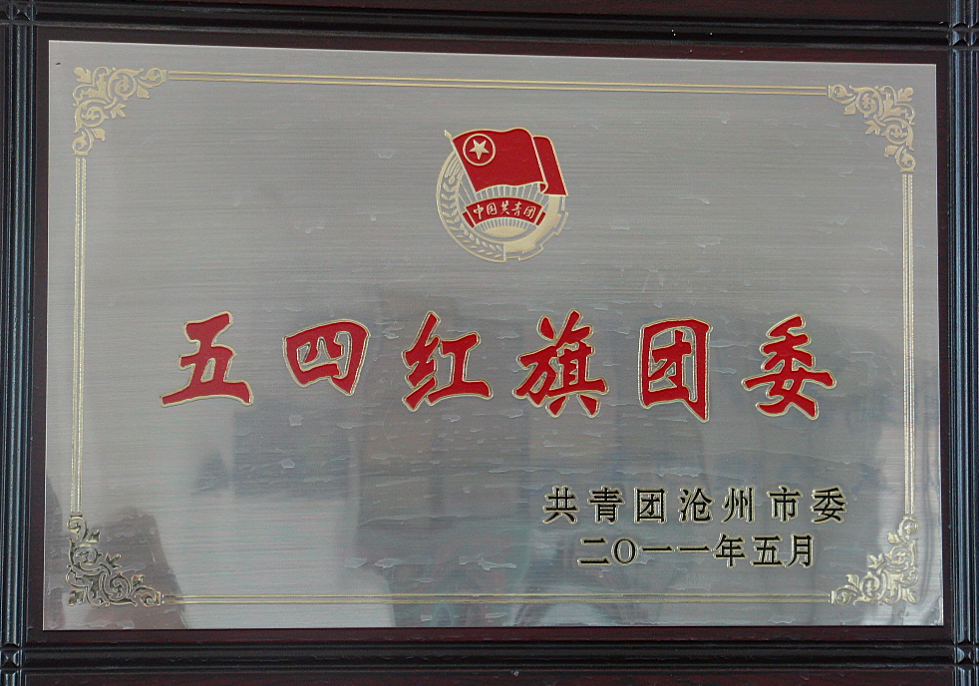 中国共青团
五四红旗团委
共青团沧州市委
二〇一一年五月